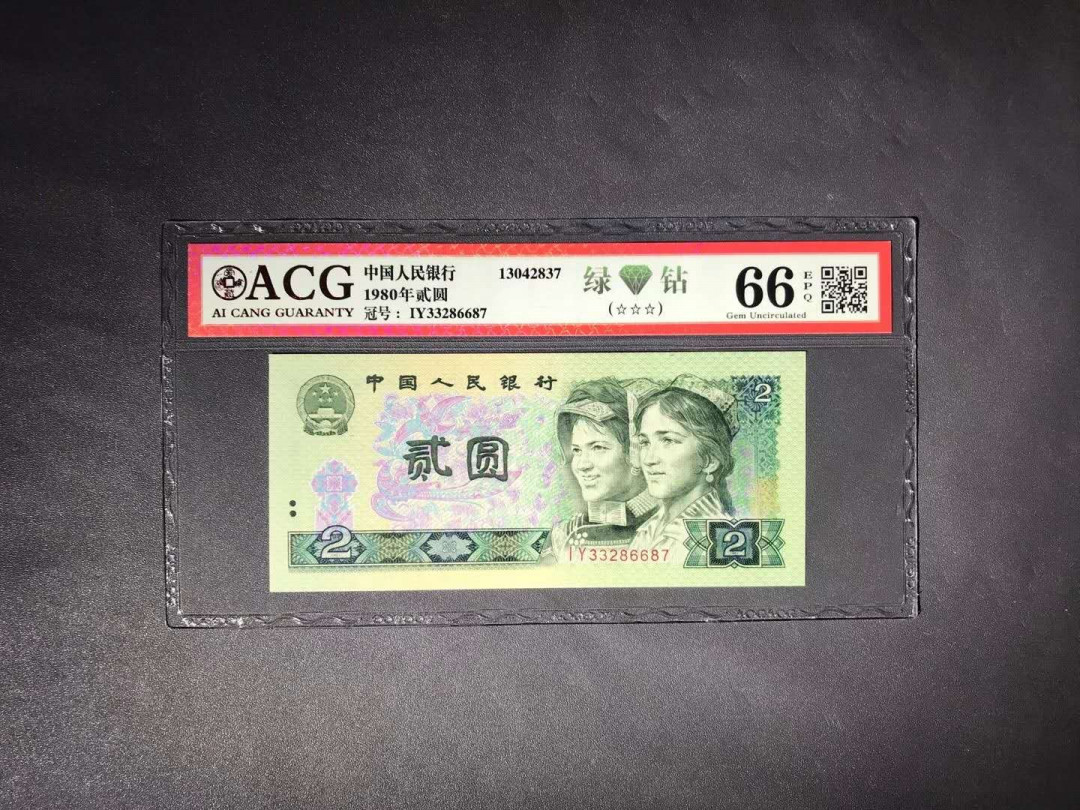 ACG
AI CANG GUARANTY
中国人民银行 13042837
1980年贰圆
冠号：IY33286687
绿 钻
(☆☆☆)
66
EPQ
Gem Uncirculated
中国人民银行
2
贰圆
2
IY33286687
2